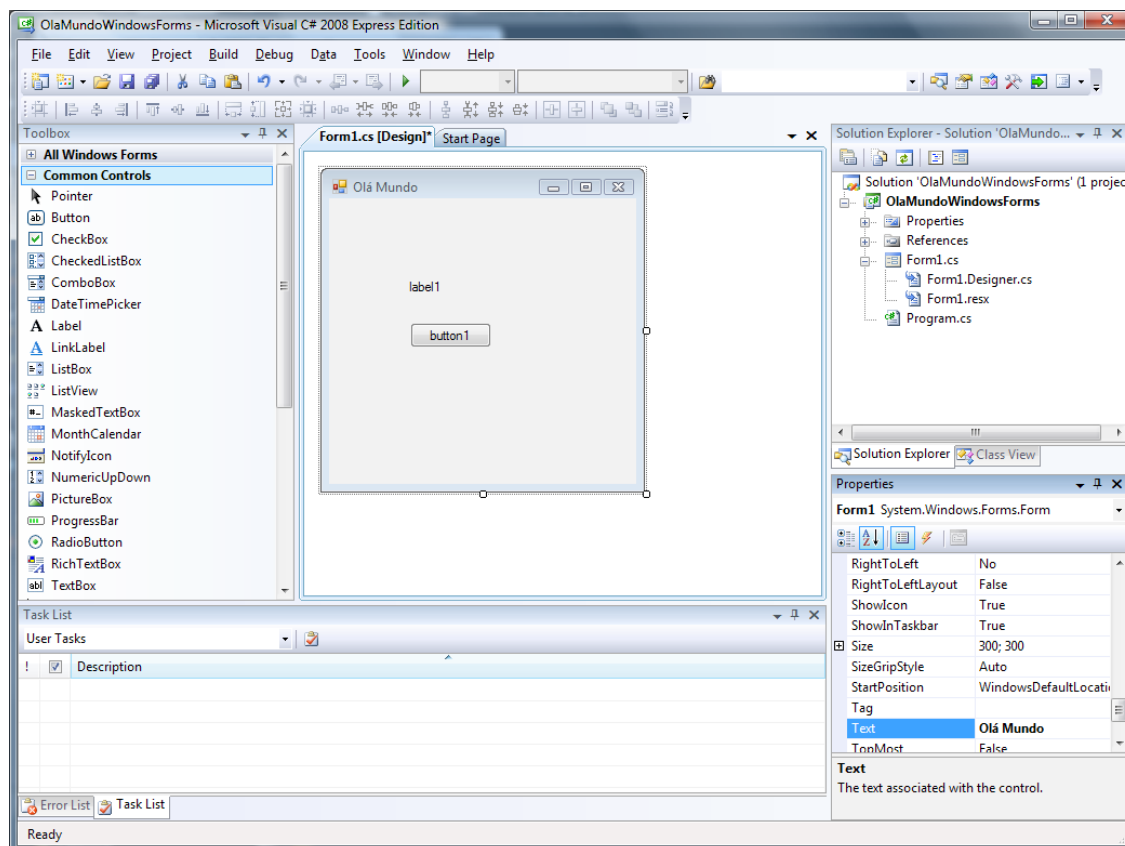 OlaMundoWindowsForms - Microsoft Visual C# 2008 Express Edition
File Edit View Project Build Debug Data Tools Window Help
Toolbox
All Windows Forms
Common Controls
Pointer
Button
CheckBox
CheckedListBox
ComboBox
DateTimePicker
Label
LinkLabel
ListBox
ListView
MaskedTextBox
MonthCalendar
NotifyIcon
NumericUpDown
PictureBox
ProgressBar
RadioButton
RichTextBox
TextBox
Form1.cs [Design]* Start Page
Olá Mundo
label1
button1
Solution Explorer - Solution 'OlaMundo...
Solution 'OlaMundoWindowsForms' (1 projec
OlaMundoWindowsForms
Properties
References
Form1.cs
Form1.Designer.cs
Form1.resx
Program.cs
Solution Explorer Class View
Properties
Form1 System.Windows.Forms.Form
RightToLeft No
RightToLeftLayout False
ShowIcon True
ShowInTaskbar True
Size 300; 300
SizeGripStyle Auto
StartPosition WindowsDefaultLocati
Tag
Text Olá Mundo
TopMost False
Text
The text associated with the control.
Task List
User Tasks
! Description
Error List Task List
Ready